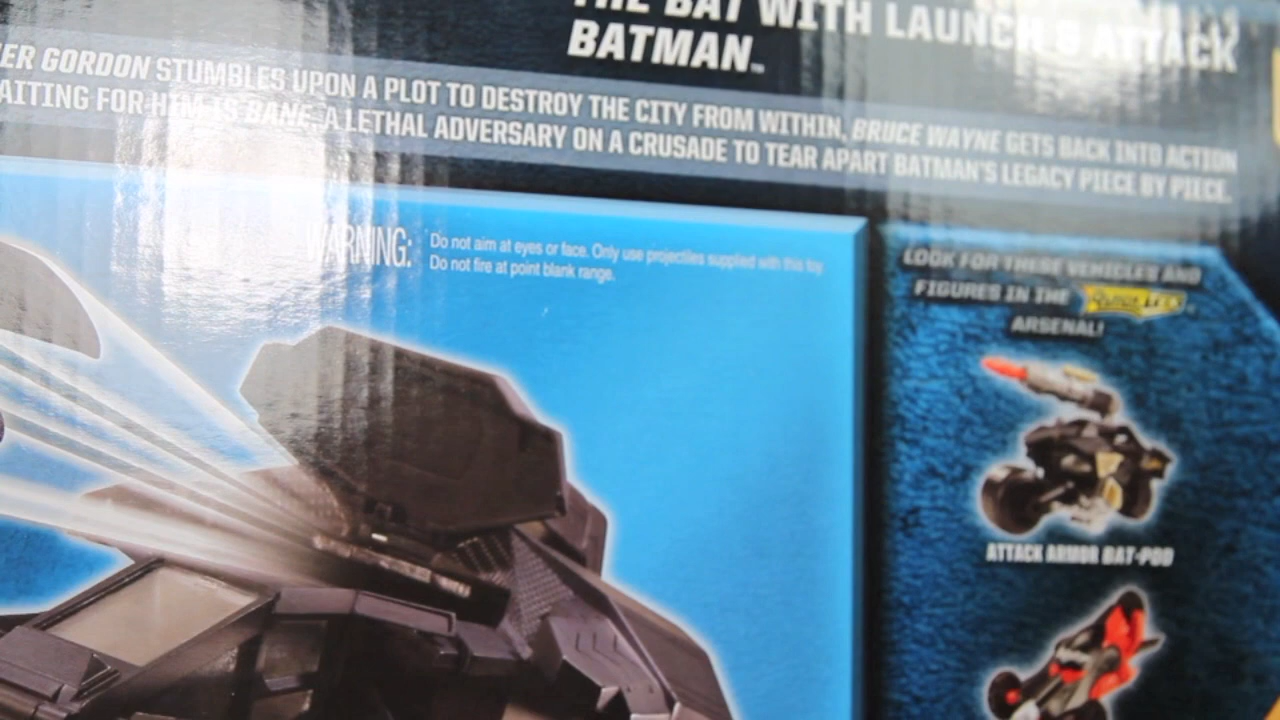 THE BAT WITH LAUNCH & ATTACK
BATMAN™
ER GORDON STUMBLES UPON A PLOT TO DESTROY THE CITY FROM WITHIN, BRUCE WAYNE GETS BACK INTO ACTION
AITING FOR HIM IS BANE, A LETHAL ADVERSARY ON A CRUSADE TO TEAR APART BATMAN'S LEGACY PIECE BY PIECE.
WARNING: Do not aim at eyes or face. Only use projectiles supplied with this toy
Do not fire at point blank range.
LOOK FOR THESE VEHICLES AND
FIGURES IN THE QUICKTEK™
ARSENAL!
ATTACK ARMOR BAT-POD